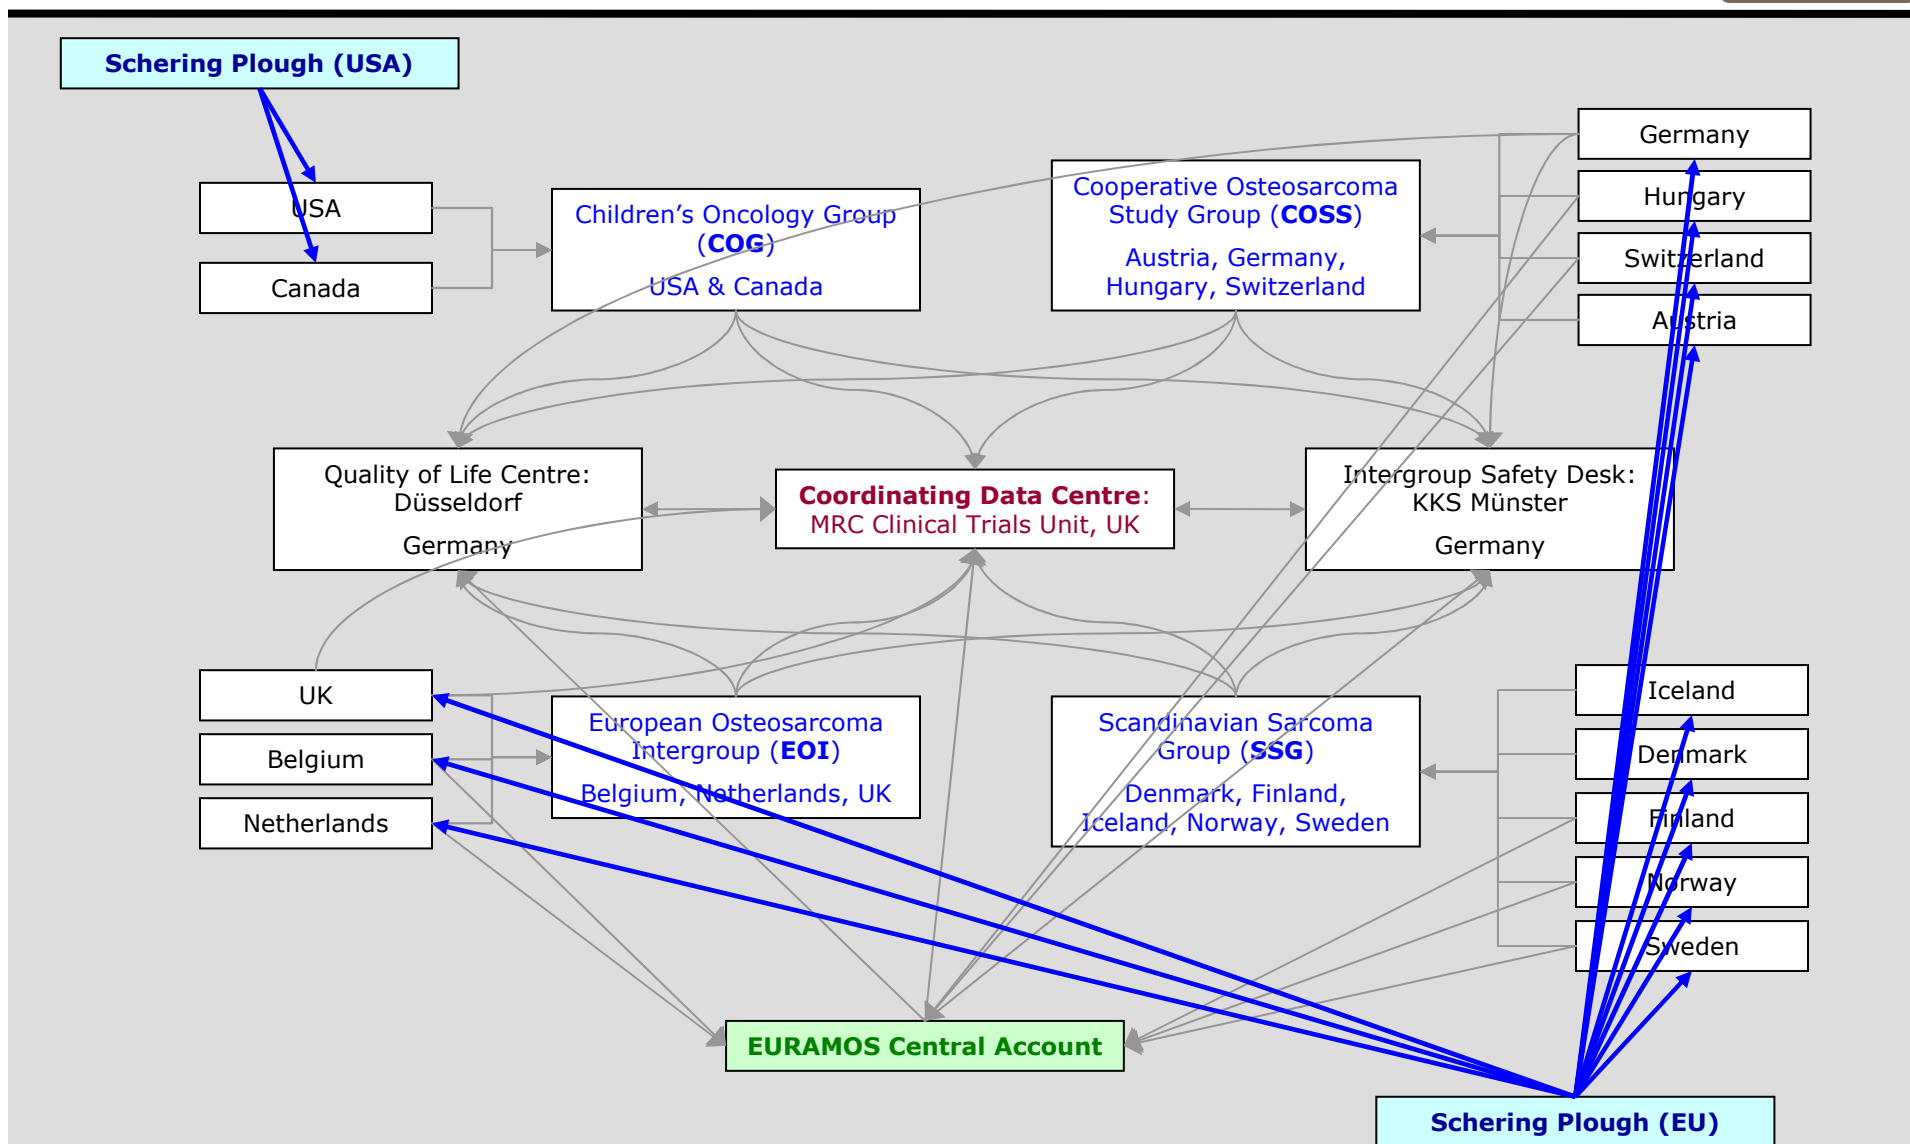 Schering Plough (USA)
USA
Canada
Children’s Oncology Group
(COG)
USA & Canada
Cooperative Osteosarcoma
Study Group (COSS)
Austria, Germany,
Hungary, Switzerland
Germany
Hungary
Switzerland
Austria
Quality of Life Centre:
Düsseldorf
Germany
Coordinating Data Centre:
MRC Clinical Trials Unit, UK
Intergroup Safety Desk:
KKS Münster
Germany
UK
Belgium
Netherlands
European Osteosarcoma
Intergroup (EOI)
Belgium, Netherlands, UK
Scandinavian Sarcoma
Group (SSG)
Denmark, Finland,
Iceland, Norway, Sweden
Iceland
Denmark
Finland
Norway
Sweden
EURAMOS Central Account
Schering Plough (EU)